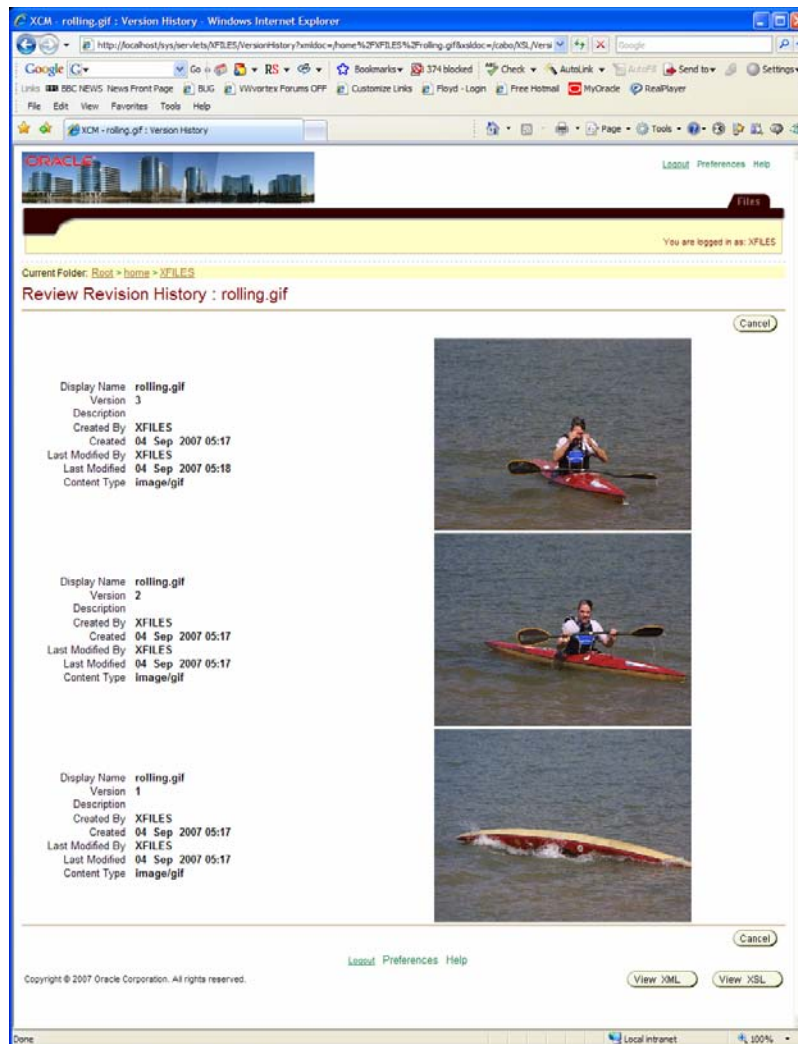 XCM - rolling.gif : Version History - Windows Internet Explorer
http://localhost/sys/servlets/XFILES/VersionHistory?xmldoc=/home%2FXFILES%2Frolling.gif&xsldoc=/cabo/XSL/Versi
Google
Google G Go RS Bookmarks 374 blocked Check AutoLink AutoFill Send to Settings
Links BBC NEWS News Front Page BUG VWvortex Forums OFF Customize Links Floyd - Login Free Hotmail MyOracle RealPlayer
File Edit View Favorites Tools Help
XCM - rolling.gif : Version History Page Tools
ORACLE
Logout Preferences Help
Files
You are logged in as: XFILES
Current Folder: Root > home > XFILES
Review Revision History : rolling.gif
Cancel
Display Name rolling.gif
Version 3
Description
Created By XFILES
Created 04 Sep 2007 05:17
Last Modified By XFILES
Last Modified 04 Sep 2007 05:18
Content Type image/gif
Display Name rolling.gif
Version 2
Description
Created By XFILES
Created 04 Sep 2007 05:17
Last Modified By XFILES
Last Modified 04 Sep 2007 05:17
Content Type image/gif
Display Name rolling.gif
Version 1
Description
Created By XFILES
Created 04 Sep 2007 05:17
Last Modified By XFILES
Last Modified 04 Sep 2007 05:17
Content Type image/gif
Cancel
Logout Preferences Help
Copyright © 2007 Oracle Corporation. All rights reserved.
View XML View XSL
Done Local intranet 100%